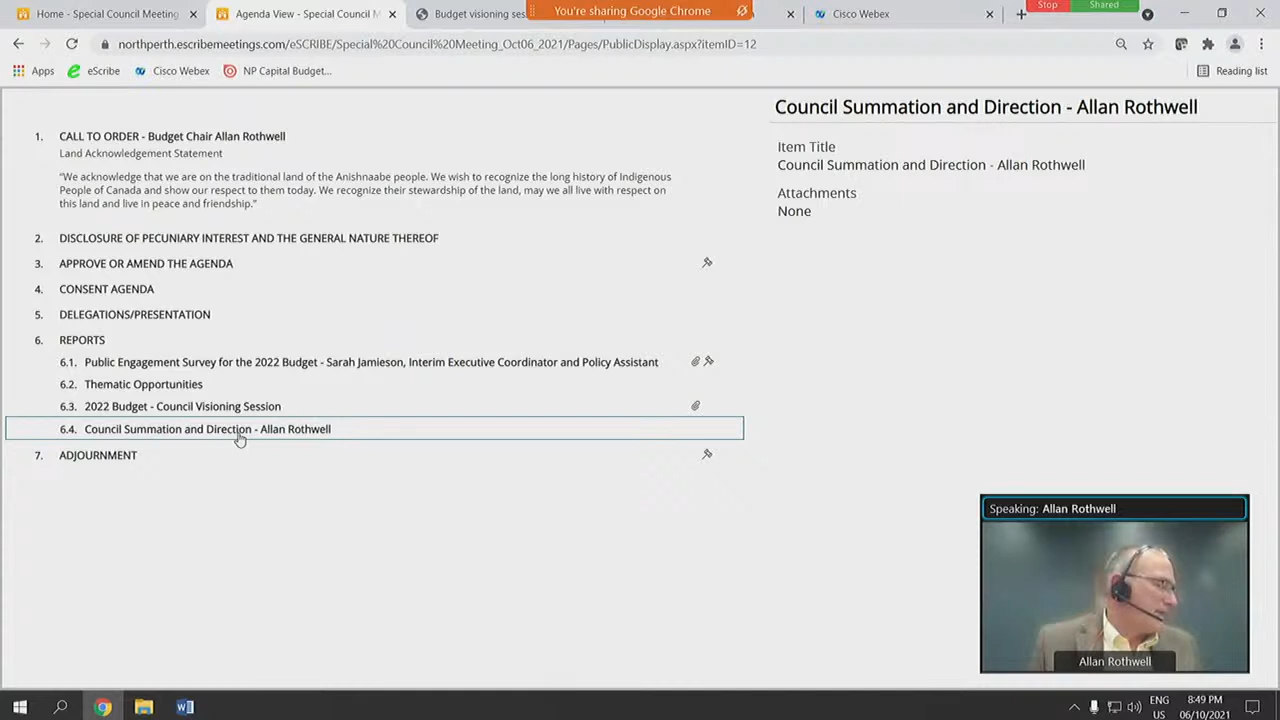 Home - Special Council Meeting
Agenda View - Special Council M
Budget visioning ses
You're sharing Google Chrome
Cisco Webex
Stop
Shared
northperth.escribemeetings.com/eSCRIBE/Special%20Council%20Meeting_Oct06_2021/Pages/PublicDisplay.aspx?itemID=12
Apps
eScribe
Cisco Webex
NP Capital Budget...
Reading list
1. CALL TO ORDER - Budget Chair Allan Rothwell
Land Acknowledgement Statement
“We acknowledge that we are on the traditional land of the Anishnaabe people. We wish to recognize the long history of Indigenous
People of Canada and show our respect to them today. We recognize their stewardship of the land, may we all live with respect on
this land and live in peace and friendship.”
2. DISCLOSURE OF PECUNIARY INTEREST AND THE GENERAL NATURE THEREOF
3. APPROVE OR AMEND THE AGENDA
4. CONSENT AGENDA
5. DELEGATIONS/PRESENTATION
6. REPORTS
6.1. Public Engagement Survey for the 2022 Budget - Sarah Jamieson, Interim Executive Coordinator and Policy Assistant
6.2. Thematic Opportunities
6.3. 2022 Budget - Council Visioning Session
6.4. Council Summation and Direction - Allan Rothwell
7. ADJOURNMENT
Council Summation and Direction - Allan Rothwell
Item Title
Council Summation and Direction - Allan Rothwell
Attachments
None
Speaking: Allan Rothwell
Allan Rothwell
ENG
US
8:49 PM
06/10/2021